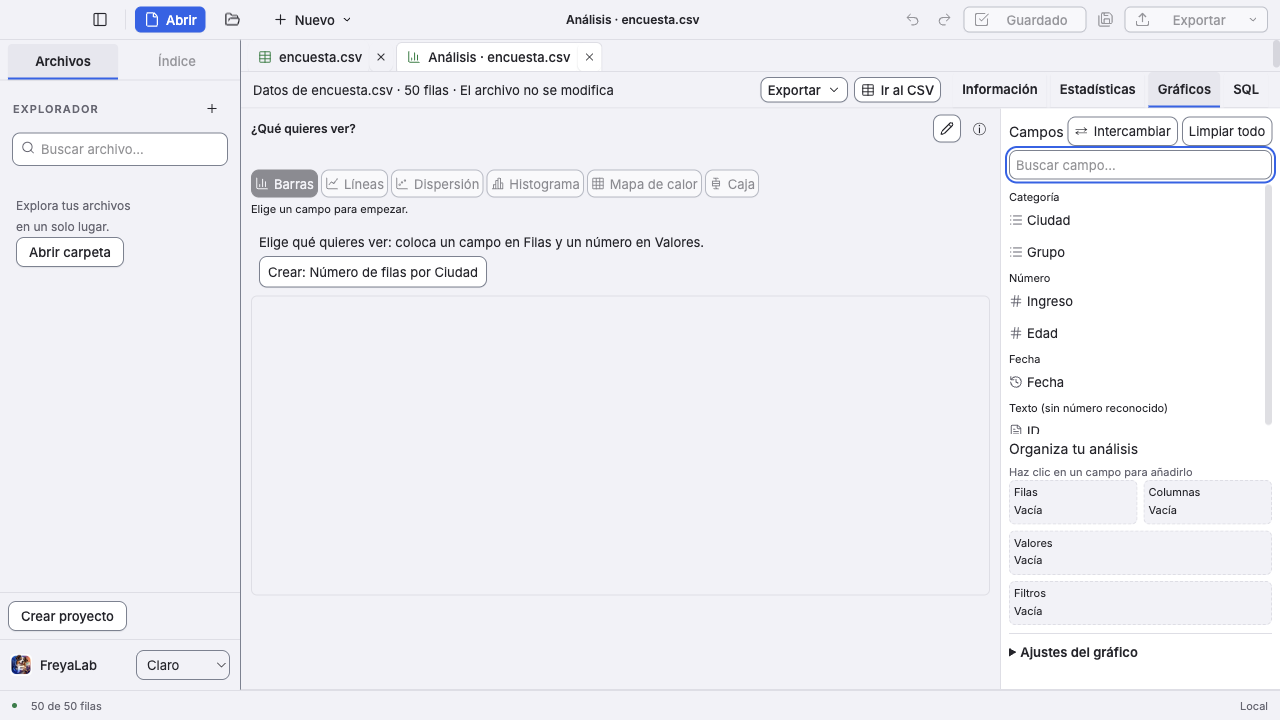 Abrir
Nuevo
Análisis · encuesta.csv
Guardado
Exportar
Archivos
Índice
encuesta.csv
Análisis · encuesta.csv
Datos de encuesta.csv · 50 filas · El archivo no se modifica
Exportar
Ir al CSV
Información
Estadísticas
Gráficos
SQL
EXPLORADOR
Buscar archivo...
Explora tus archivos
en un solo lugar.
Abrir carpeta
¿Qué quieres ver?
Barras
Líneas
Dispersión
Histograma
Mapa de calor
Caja
Elige un campo para empezar.
Elige qué quieres ver: coloca un campo en Filas y un número en Valores.
Crear: Número de filas por Ciudad
Campos
Intercambiar
Limpiar todo
Buscar campo...
Categoría
Ciudad
Grupo
Número
Ingreso
Edad
Fecha
Fecha
Texto (sin número reconocido)
ID
Organiza tu análisis
Haz clic en un campo para añadirlo
Filas
Vacía
Columnas
Vacía
Valores
Vacía
Filtros
Vacía
Ajustes del gráfico
Crear proyecto
FreyaLab
Claro
50 de 50 filas
Local